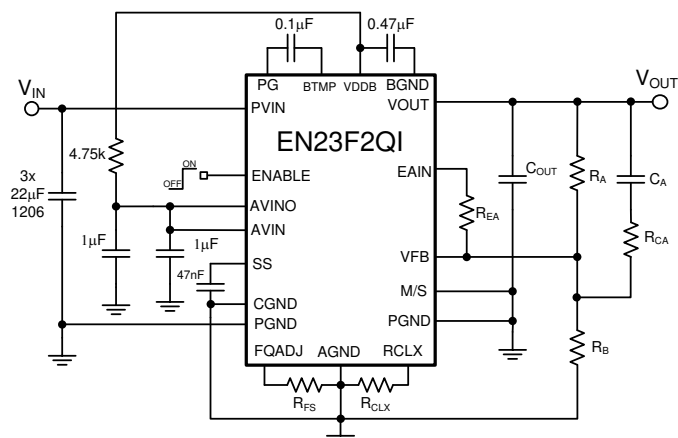 0.1µF
0.47µF
PG
BTMP
VDDB
BGND
V_IN
PVIN
VOUT
V_OUT
EN23F2QI
4.75k
ON
OFF
ENABLE
EAIN
C_OUT
R_A
C_A
3x
22µF
1206
AVINO
R_EA
R_CA
AVIN
1µF
1µF
SS
VFB
47nF
CGND
M/S
PGND
PGND
R_B
FQADJ
AGND
RCLX
R_FS
R_CLX